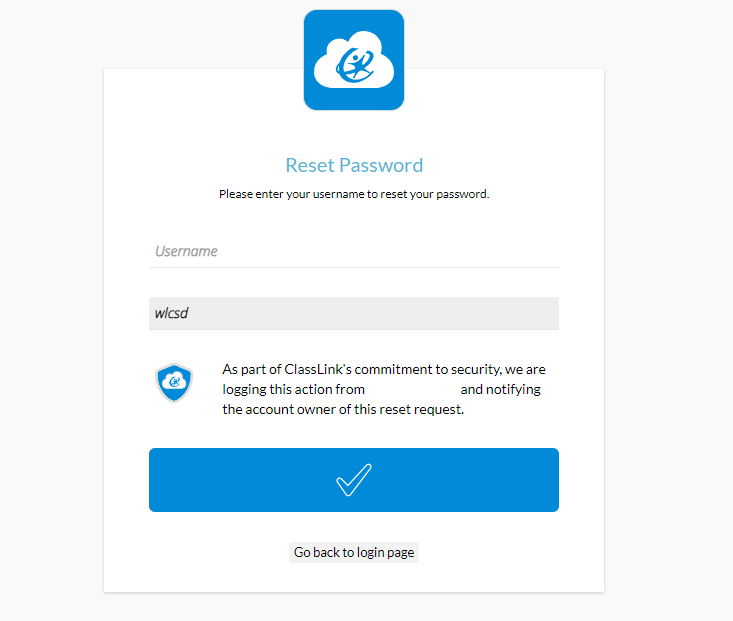 Reset Password
Please enter your username to reset your password.
Username
wlcsd
As part of ClassLink's commitment to security, we are
logging this action from and notifying
the account owner of this reset request.
Go back to login page